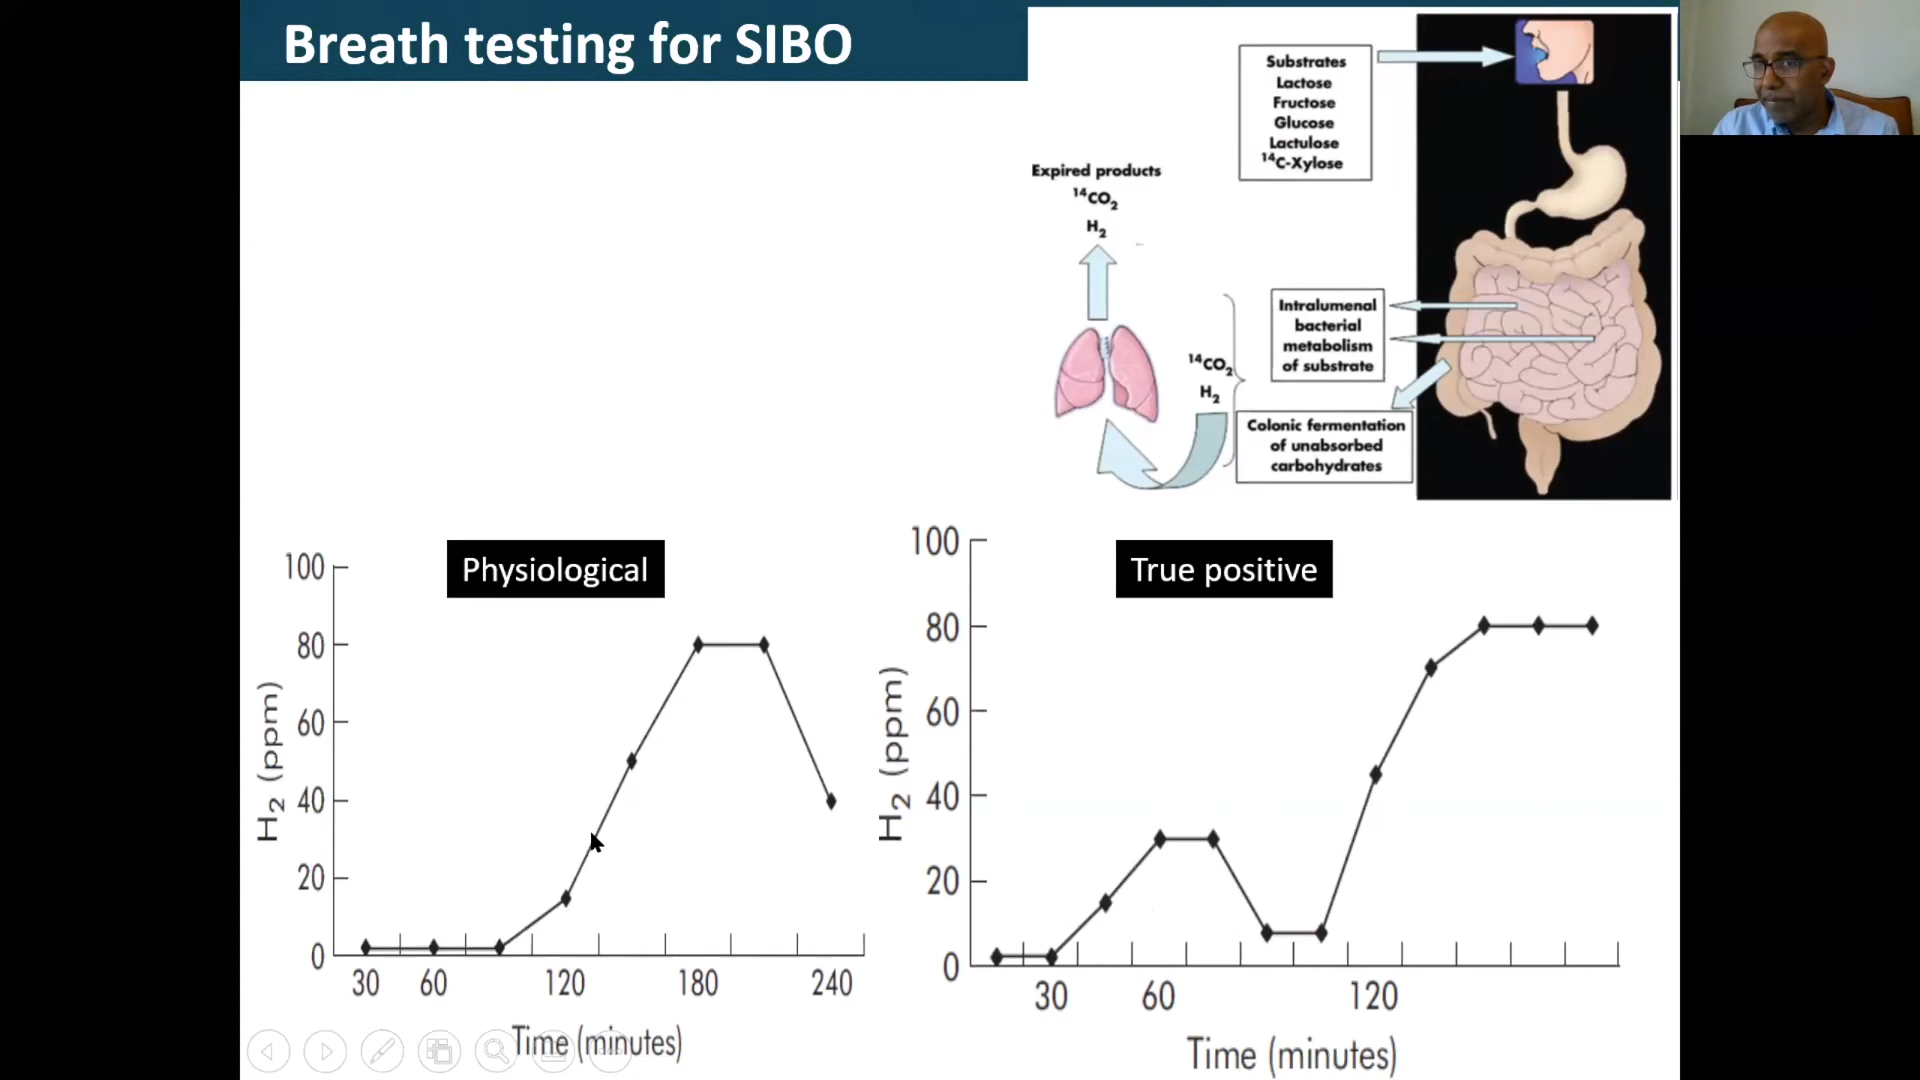 Breath testing for SIBO
Substrates
Lactose
Fructose
Glucose
Lactulose
¹⁴C-Xylose
Expired products
¹⁴CO₂
H₂
Intralumenal
bacterial
metabolism
of substrate
¹⁴CO₂
H₂
Colonic fermentation
of unabsorbed
carbohydrates
Physiological
100
80
60
40
20
0
H₂ (ppm)
30 60 120 180 240
Time (minutes)
True positive
100
80
60
40
20
0
H₂ (ppm)
30 60 120
Time (minutes)